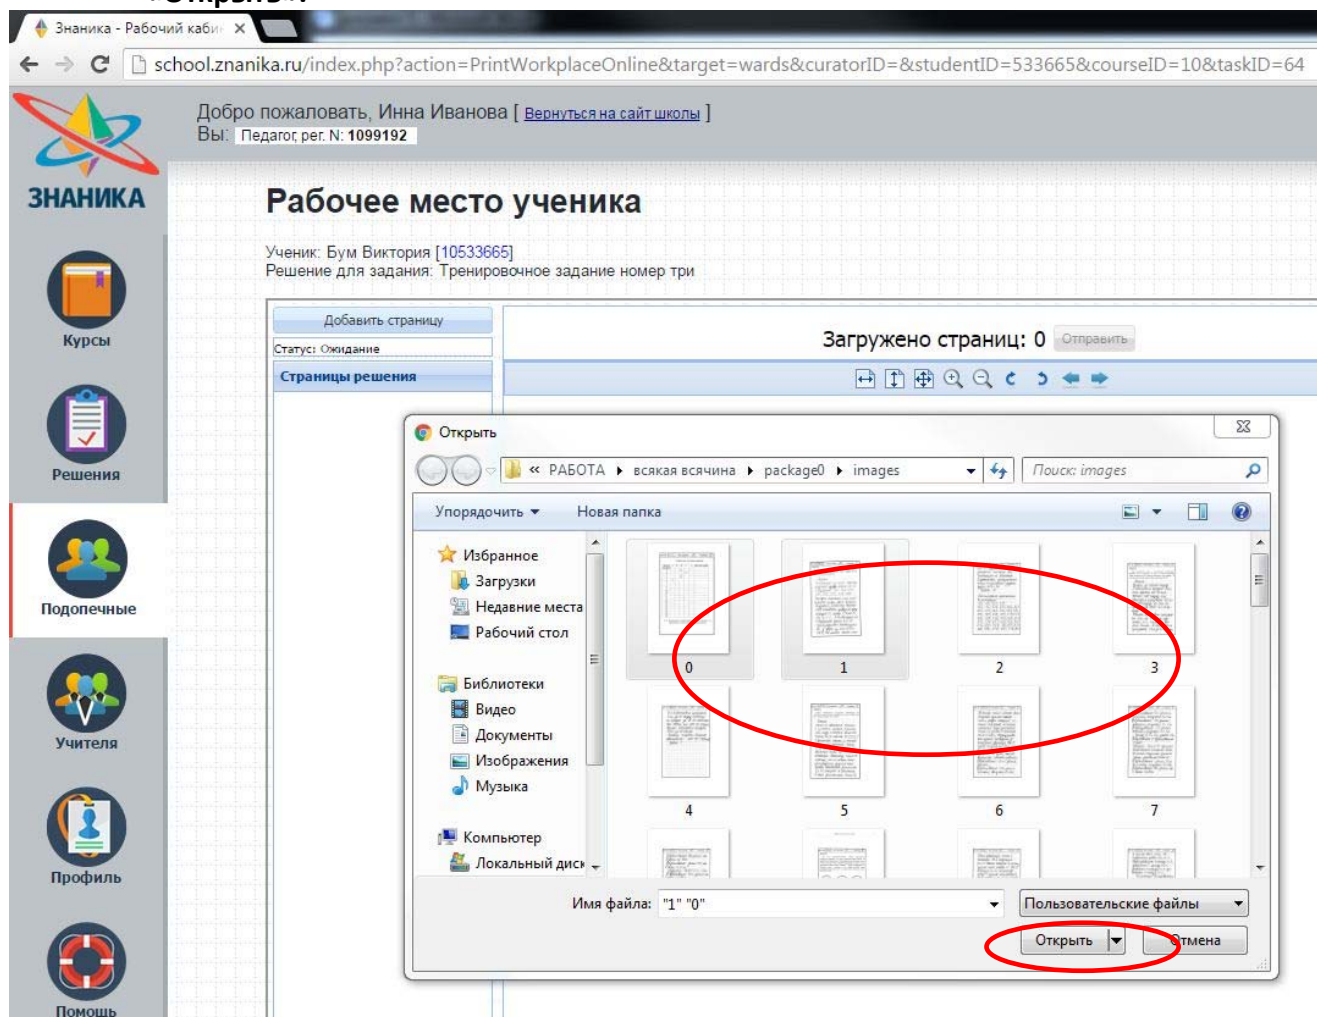 «Открыть».
Знаника - Рабочий каби
school.znanika.ru/index.php?action=PrintWorkplaceOnline&target=wards&curatorID=&studentID=533665&courseID=10&taskID=64
Добро пожаловать, Инна Иванова [ Вернуться на сайт школы ]
Вы: Педагог, рег. N: 1099192
ЗНАНИКА
Рабочее место ученика
Ученик: Бум Виктория [10533665]
Решение для задания: Тренировочное задание номер три
Добавить страницу
Загружено страниц: 0 Отправить
Статус: Ожидание
Страницы решения
Курсы
Решения
Подопечные
Учителя
Профиль
Помощь
Открыть
« РАБОТА ▸ всякая всячина ▸ package0 ▸ images
Поиск: images
Упорядочить ▾ Новая папка
Избранное
Загрузки
Недавние места
Рабочий стол
Библиотеки
Видео
Документы
Изображения
Музыка
Компьютер
Локальный диск
0 1 2 3
4 5 6 7
Имя файла: "1" "0"
Пользовательские файлы
Открыть Отмена